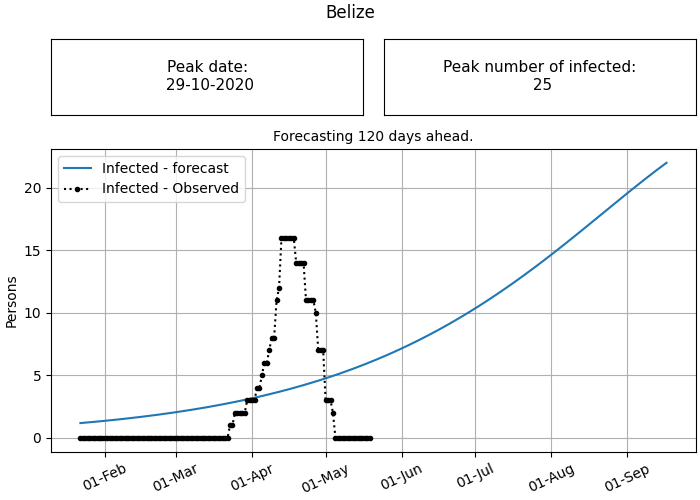 Belize
Peak date:
29-10-2020
Peak number of infected:
25
Forecasting 120 days ahead.
Infected - forecast
Infected - Observed
Persons
20
15
10
5
0
01-Feb
01-Mar
01-Apr
01-May
01-Jun
01-Jul
01-Aug
01-Sep